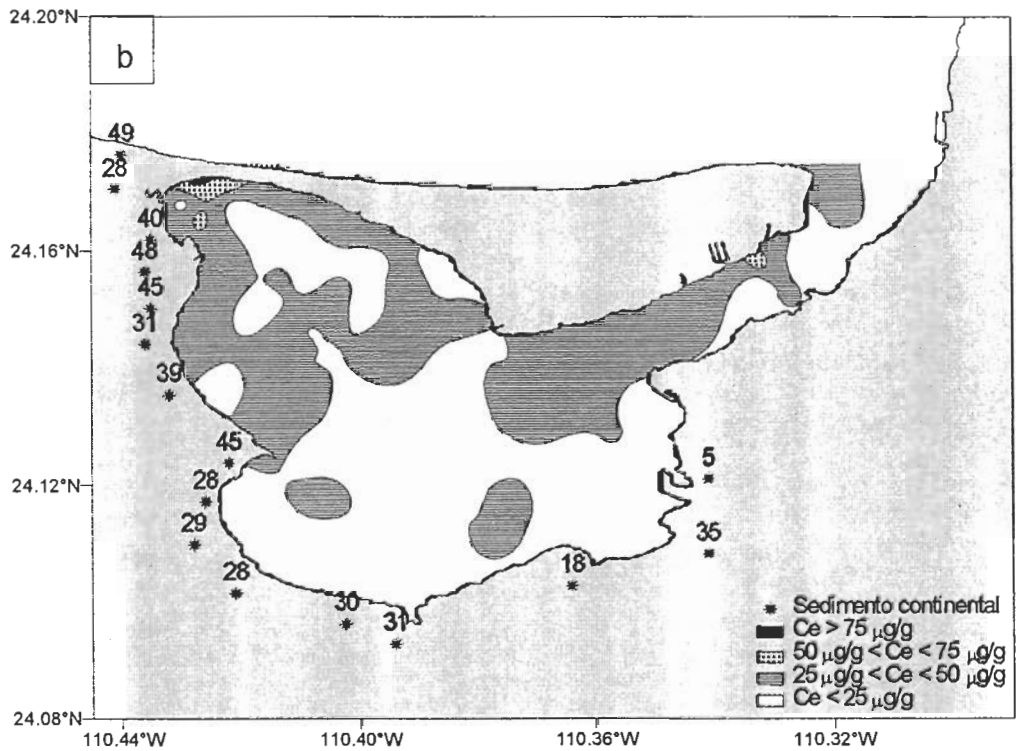 24.20°N
b
49
28
40
24.16°N
48
45
31
39
45
5
24.12°N
28
29
35
28
18
30
31
* Sedimento continental
Ce > 75 μg/g
50 μg/g < Ce < 75 μg/g
25 μg/g < Ce < 50 μg/g
Ce < 25 μg/g
24.08°N
110.44°W
110.40°W
110.36°W
110.32°W